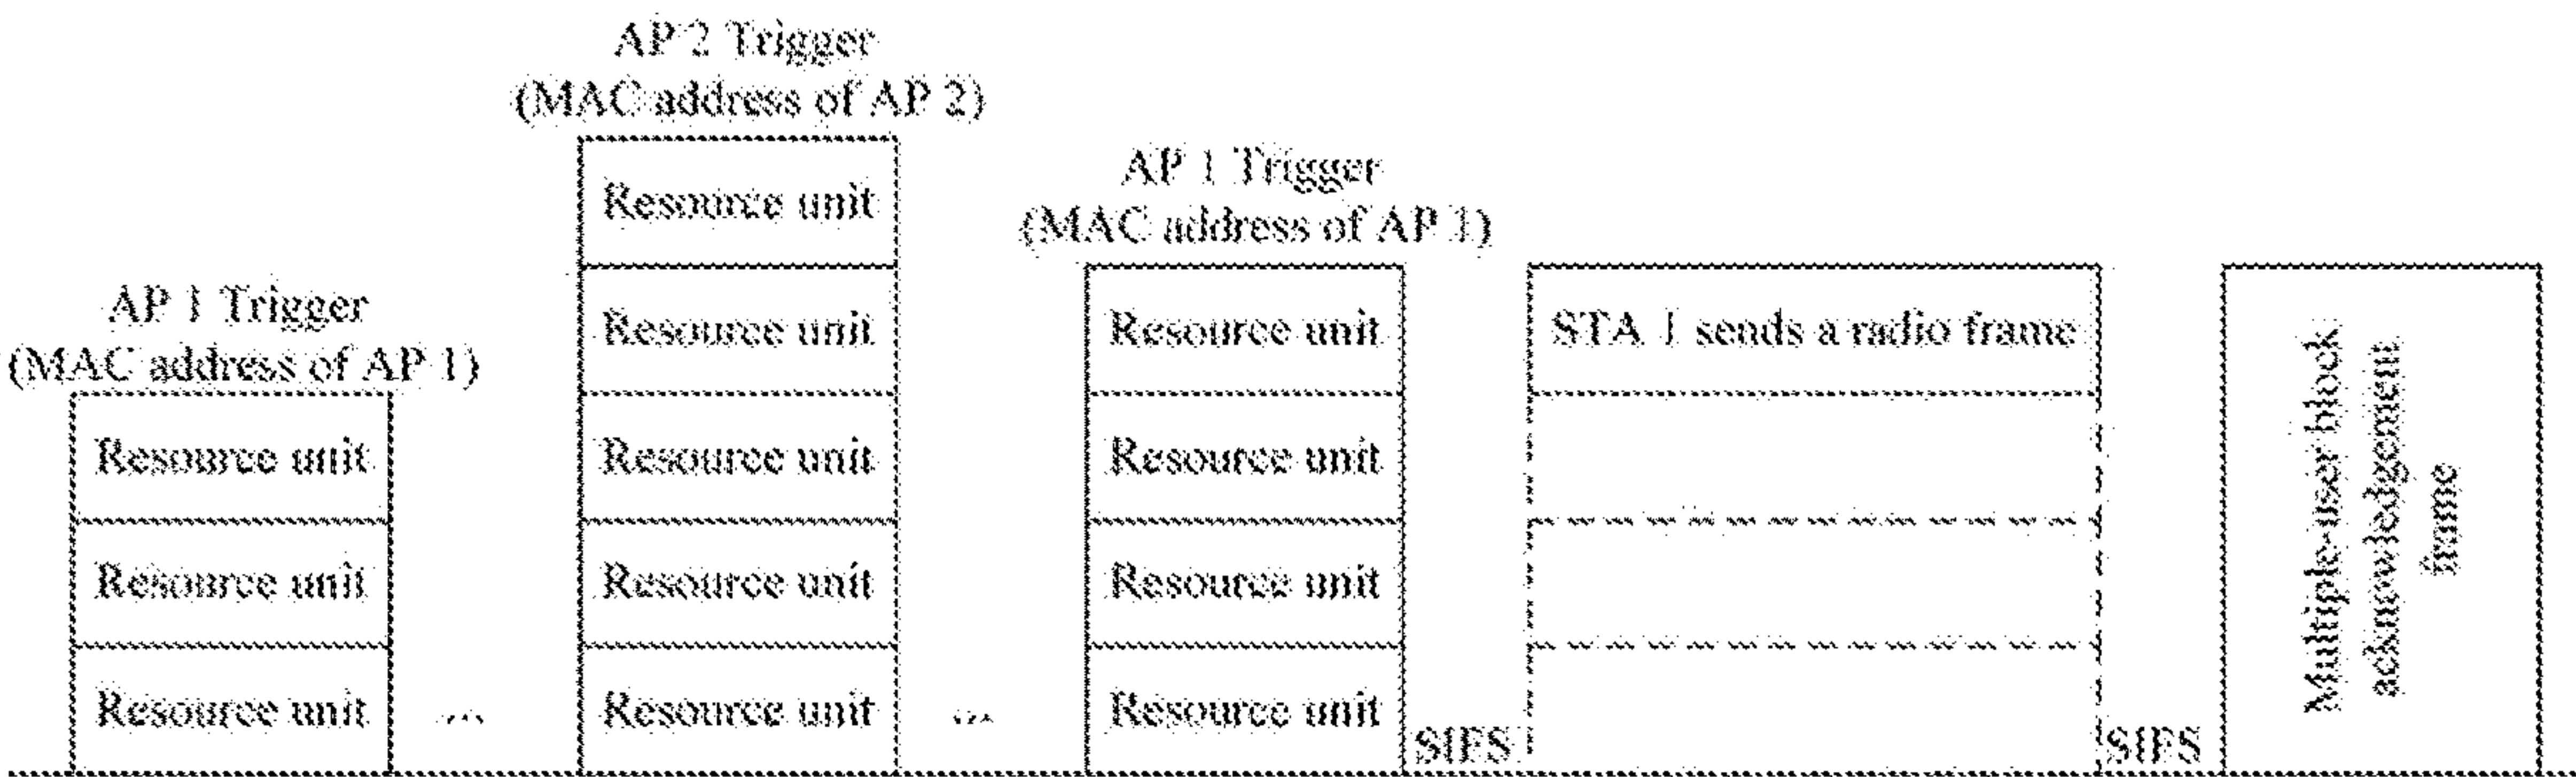 AP 1 Trigger
(MAC address of AP 1)
Resource unit
Resource unit
Resource unit
...
AP 2 Trigger
(MAC address of AP 2)
Resource unit
Resource unit
Resource unit
Resource unit
Resource unit
...
AP 1 Trigger
(MAC address of AP 1)
Resource unit
Resource unit
Resource unit
Resource unit
SIFS
STA 1 sends a radio frame
SIFS
Multiple-user block
acknowledgement
frame